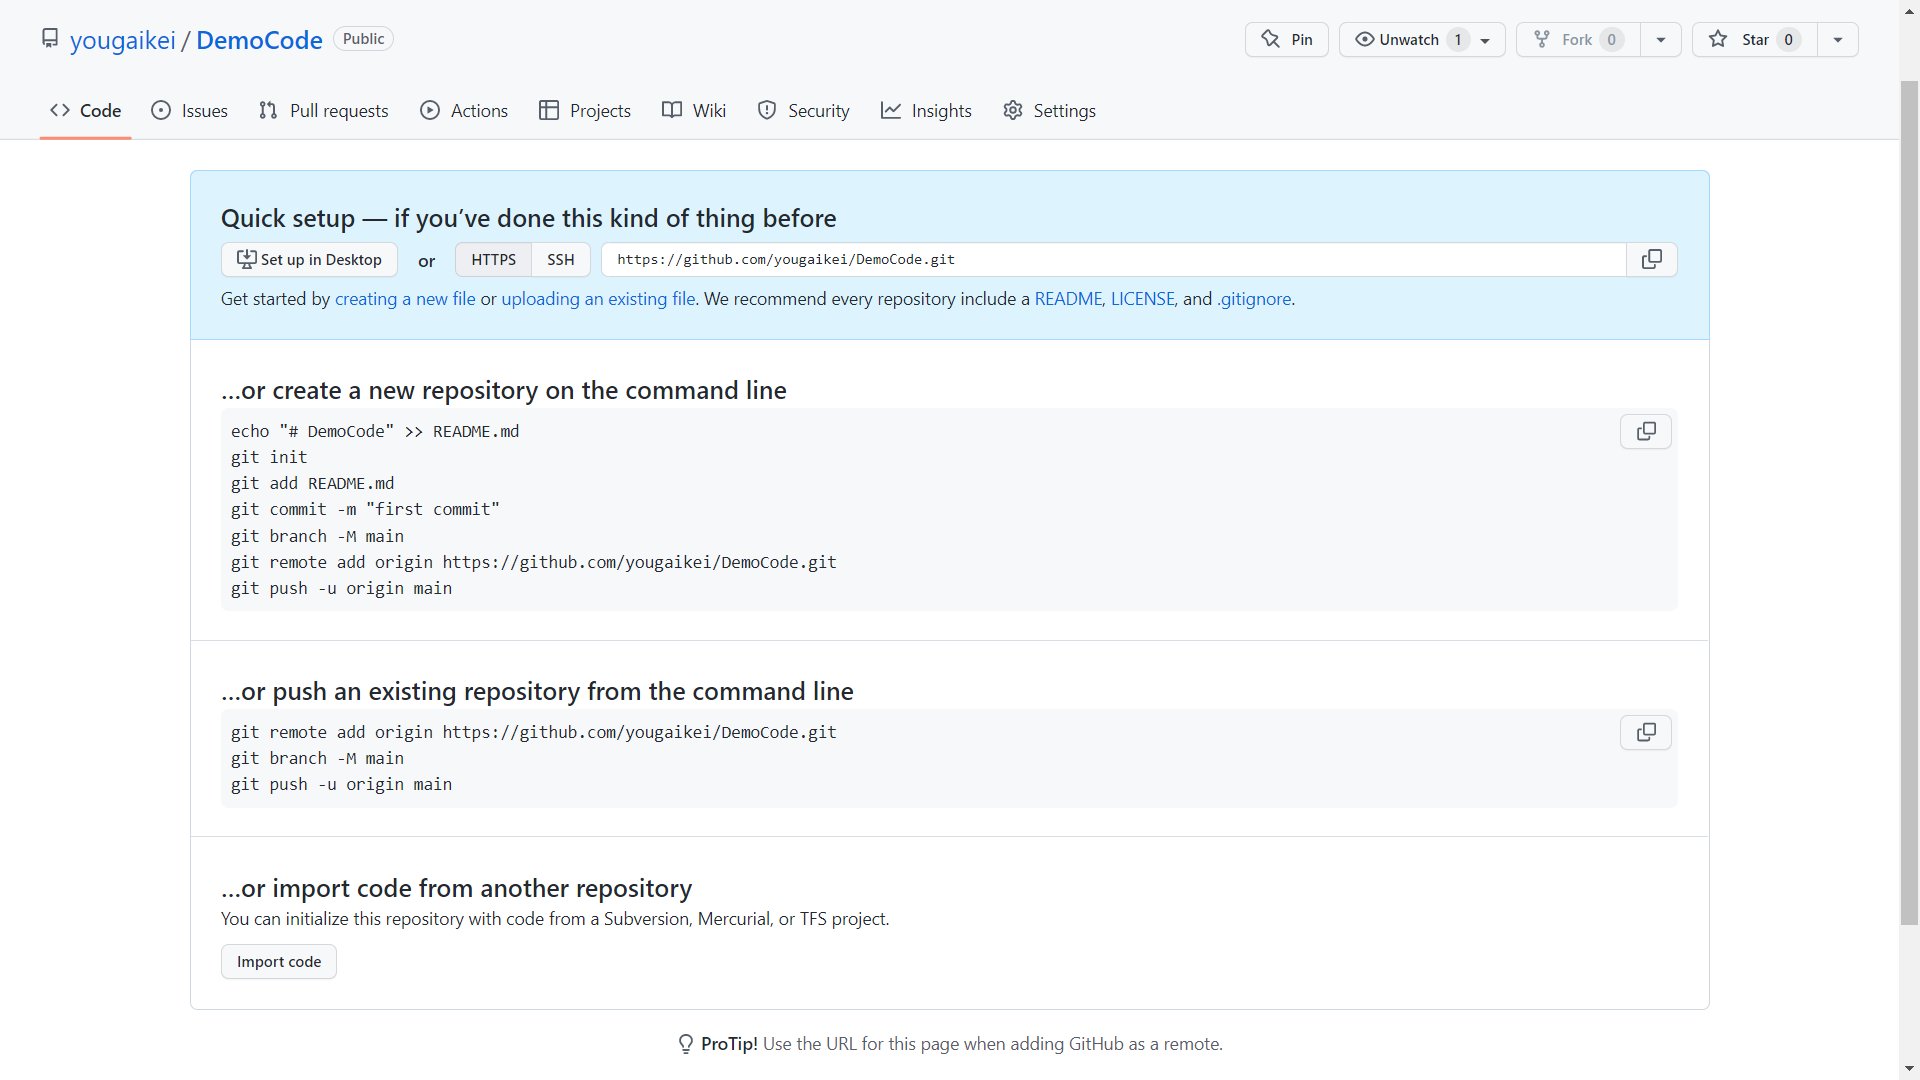 yougaikei / DemoCode Public Pin Unwatch 1 Fork 0 Star 0
Code Issues Pull requests Actions Projects Wiki Security Insights Settings
Quick setup — if you’ve done this kind of thing before
Set up in Desktop or HTTPS SSH https://github.com/yougaikei/DemoCode.git
Get started by creating a new file or uploading an existing file. We recommend every repository include a README, LICENSE, and .gitignore.
…or create a new repository on the command line
echo "# DemoCode" >> README.md
git init
git add README.md
git commit -m "first commit"
git branch -M main
git remote add origin https://github.com/yougaikei/DemoCode.git
git push -u origin main
…or push an existing repository from the command line
git remote add origin https://github.com/yougaikei/DemoCode.git
git branch -M main
git push -u origin main
…or import code from another repository
You can initialize this repository with code from a Subversion, Mercurial, or TFS project.
Import code
ProTip! Use the URL for this page when adding GitHub as a remote.